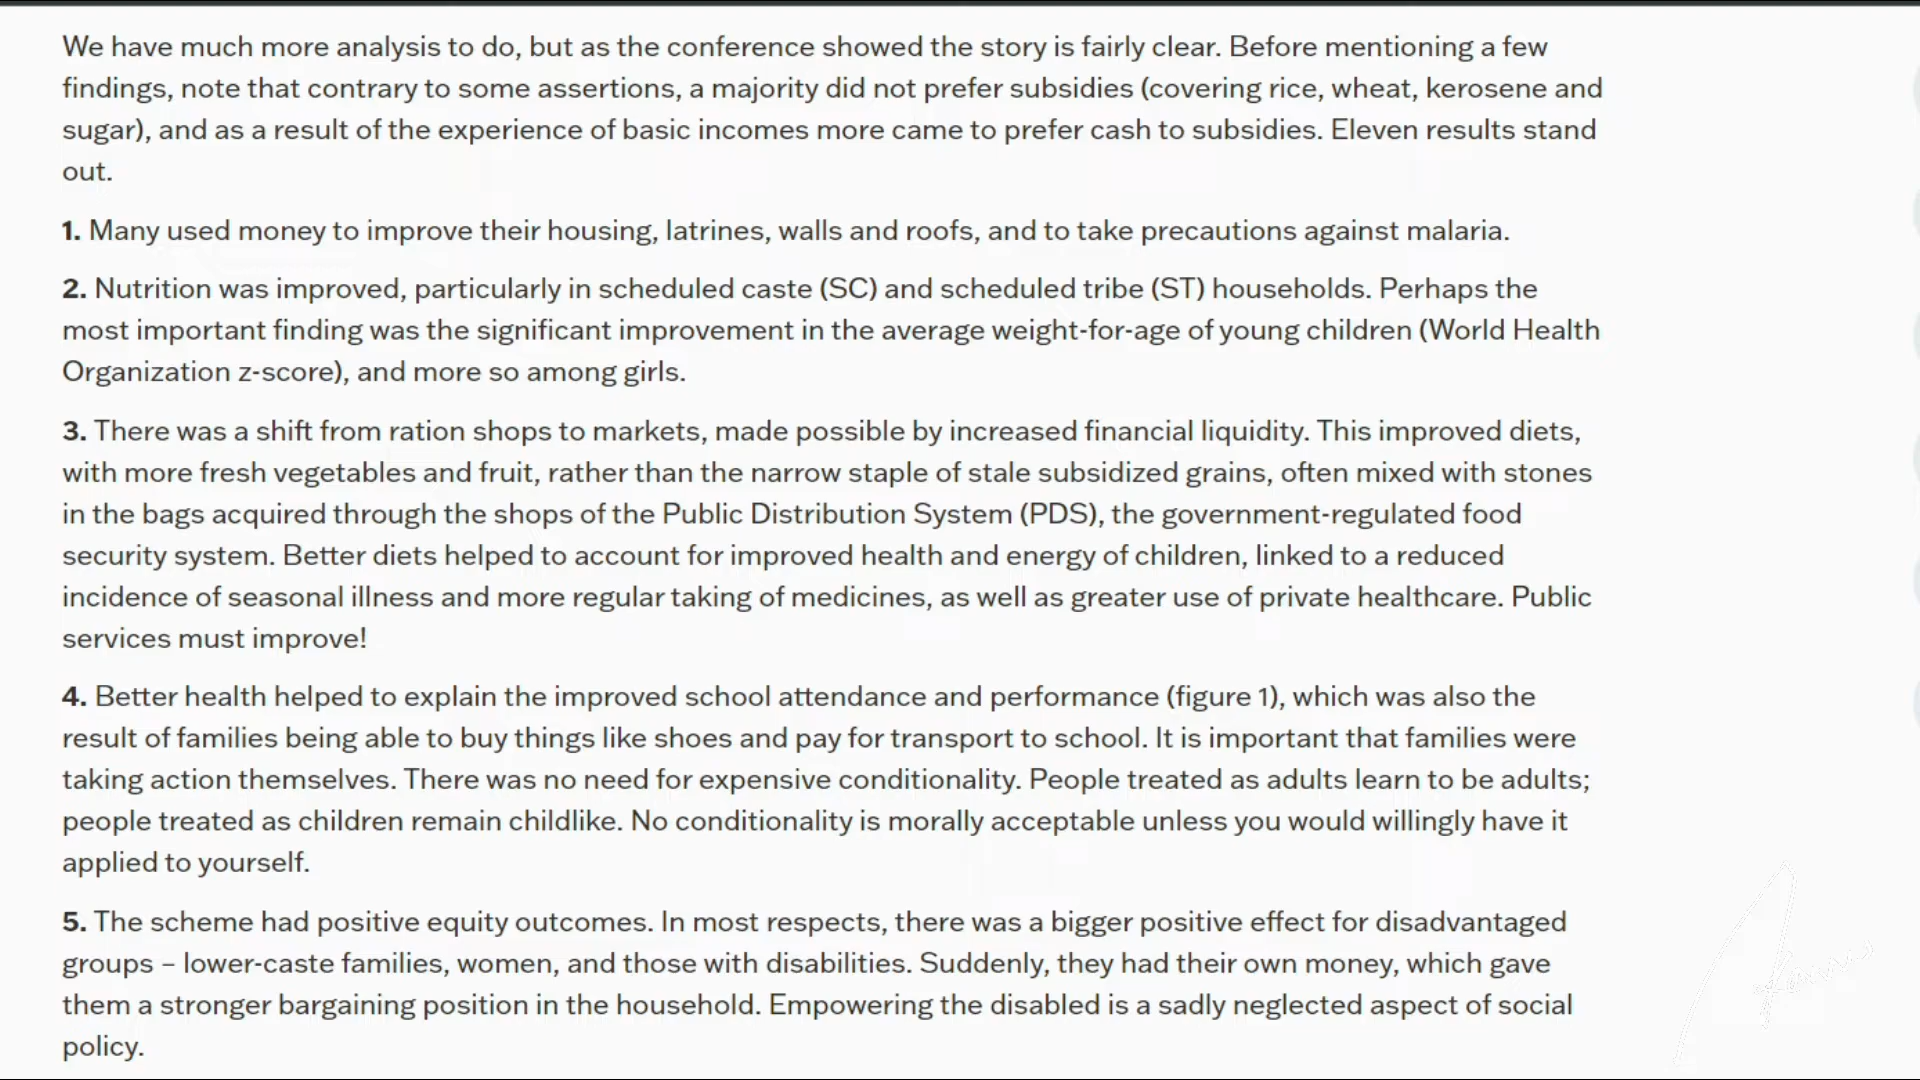 We have much more analysis to do, but as the conference showed the story is fairly clear. Before mentioning a few
findings, note that contrary to some assertions, a majority did not prefer subsidies (covering rice, wheat, kerosene and
sugar), and as a result of the experience of basic incomes more came to prefer cash to subsidies. Eleven results stand
out.
1. Many used money to improve their housing, latrines, walls and roofs, and to take precautions against malaria.
2. Nutrition was improved, particularly in scheduled caste (SC) and scheduled tribe (ST) households. Perhaps the
most important finding was the significant improvement in the average weight-for-age of young children (World Health
Organization z-score), and more so among girls.
3. There was a shift from ration shops to markets, made possible by increased financial liquidity. This improved diets,
with more fresh vegetables and fruit, rather than the narrow staple of stale subsidized grains, often mixed with stones
in the bags acquired through the shops of the Public Distribution System (PDS), the government-regulated food
security system. Better diets helped to account for improved health and energy of children, linked to a reduced
incidence of seasonal illness and more regular taking of medicines, as well as greater use of private healthcare. Public
services must improve!
4. Better health helped to explain the improved school attendance and performance (figure 1), which was also the
result of families being able to buy things like shoes and pay for transport to school. It is important that families were
taking action themselves. There was no need for expensive conditionality. People treated as adults learn to be adults;
people treated as children remain childlike. No conditionality is morally acceptable unless you would willingly have it
applied to yourself.
5. The scheme had positive equity outcomes. In most respects, there was a bigger positive effect for disadvantaged
groups – lower-caste families, women, and those with disabilities. Suddenly, they had their own money, which gave
them a stronger bargaining position in the household. Empowering the disabled is a sadly neglected aspect of social
policy.